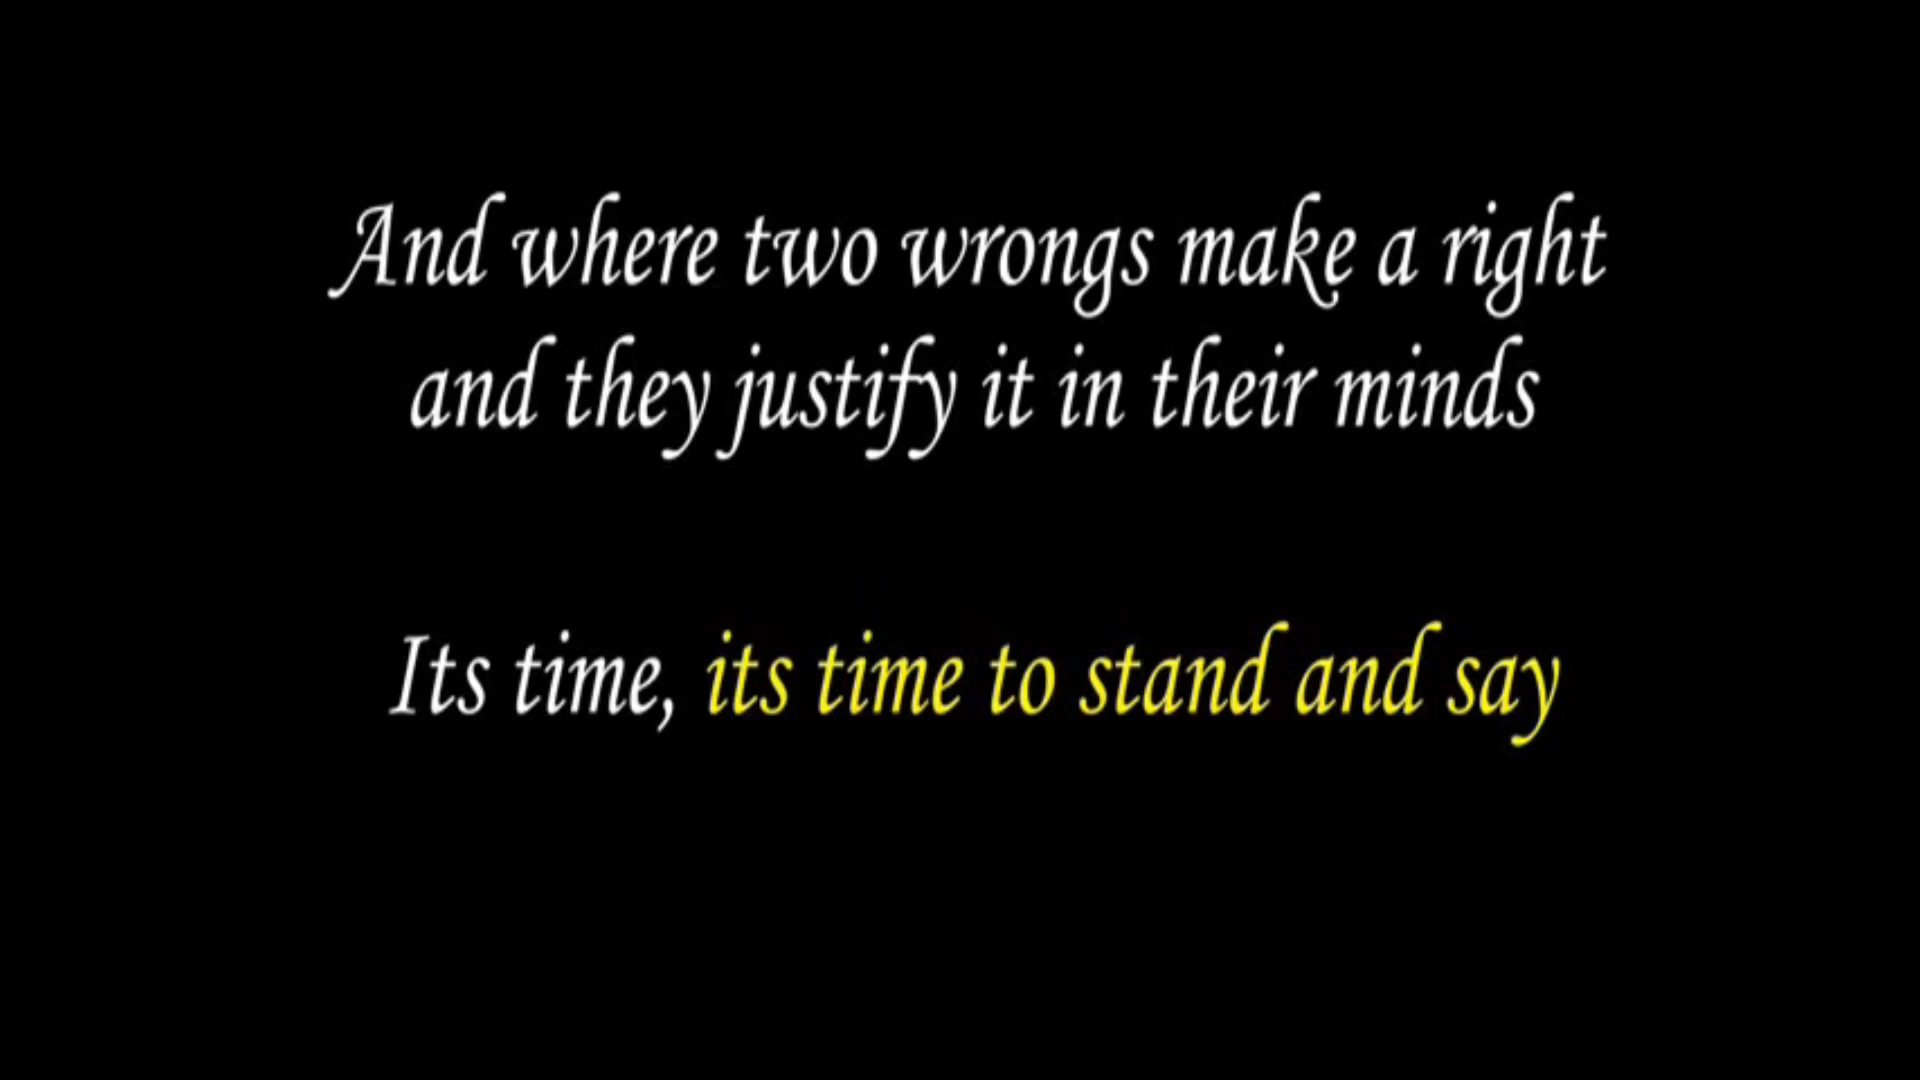 And where two wrongs make a right
and they justify it in their minds
Its time, its time to stand and say